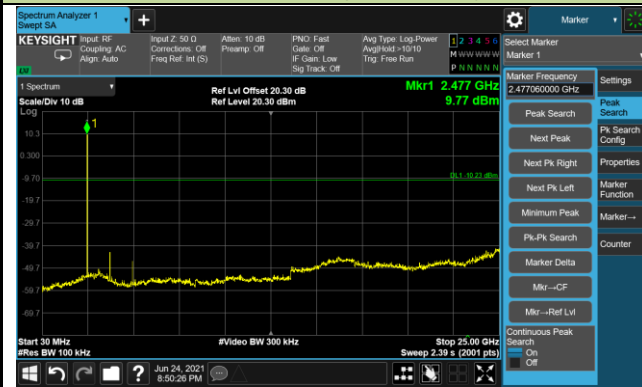 Spectrum Analyzer 1
Swept SA
Marker
KEYSIGHT
Input: RF
Coupling: AC
Align: Auto
Input Z: 50 Ω
Corrections: Off
Freq Ref: Int (S)
Atten: 10 dB
Preamp: Off
PNO: Fast
Gate: Off
IF Gain: Low
Sig Track: Off
Avg Type: Log-Power
Avg|Hold:>10/10
Trig: Free Run
1 2 3 4 5 6
M W W W W W
P N N N N N
Select Marker
Marker 1
1 Spectrum
Scale/Div 10 dB
Log
Ref Lvl Offset 20.30 dB
Ref Level 20.30 dBm
Mkr1 2.477 GHz
9.77 dBm
1
10.3
0.300
-9.70
-19.7
-29.7
-39.7
-49.7
-59.7
-69.7
DL1 -10.23 dBm
Start 30 MHz
#Res BW 100 kHz
#Video BW 300 kHz
Stop 25.00 GHz
Sweep 2.39 s (2001 pts)
Marker Frequency
2.477060000 GHz
Peak Search
Next Peak
Next Pk Right
Next Pk Left
Minimum Peak
Pk-Pk Search
Marker Delta
Mkr→CF
Mkr→Ref Lvl
Continuous Peak
Search
On
Off
Settings
Peak
Search
Pk Search
Config
Properties
Marker
Function
Marker→
Counter
Jun 24, 2021
8:50:26 PM